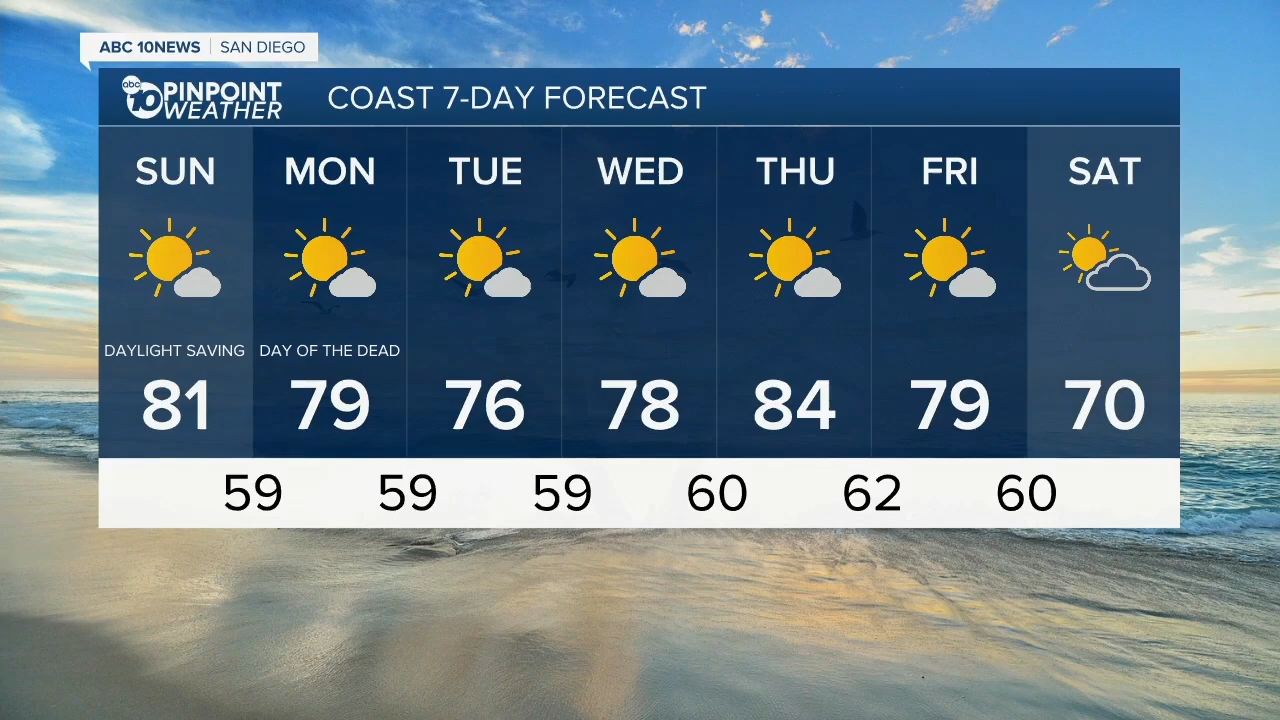 ABC 10NEWS | SAN DIEGO
abc 10 PINPOINT WEATHER
COAST 7-DAY FORECAST
SUN MON TUE WED THU FRI SAT
DAYLIGHT SAVING DAY OF THE DEAD
81 79 76 78 84 79 70
59 59 59 60 62 60